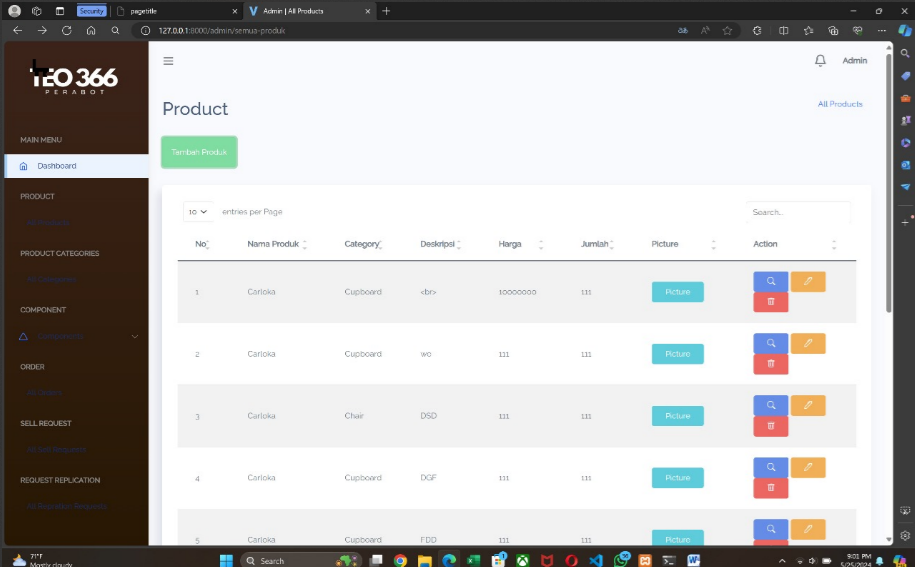 Security
pagetitle
Admin | All Products
127.0.0.1:8000/admin/semua-produk
TEO 366
PERABOT
Admin
Product
All Products
MAIN MENU
Tambah Produk
Dashboard
PRODUCT
All Products
10 entries per Page
Search...
PRODUCT CATEGORIES
All Categories
No Nama Produk Category Deskripsi Harga Jumlah Picture Action
COMPONENT
Components
ORDER
All Orders
SELL REQUEST
All Sell Requests
REQUEST REPLICATION
All Replication Requests
1 Carloka Cupboard <br> 10000000 111 Picture
2 Carloka Cupboard wo 111 111 Picture
3 Carloka Chair DSD 111 111 Picture
4 Carloka Cupboard DGF 111 111 Picture
5 Carloka Cupboard FDD 111 111 Picture
71°F
Mostly cloudy
Search
9:01 PM
5/25/2024